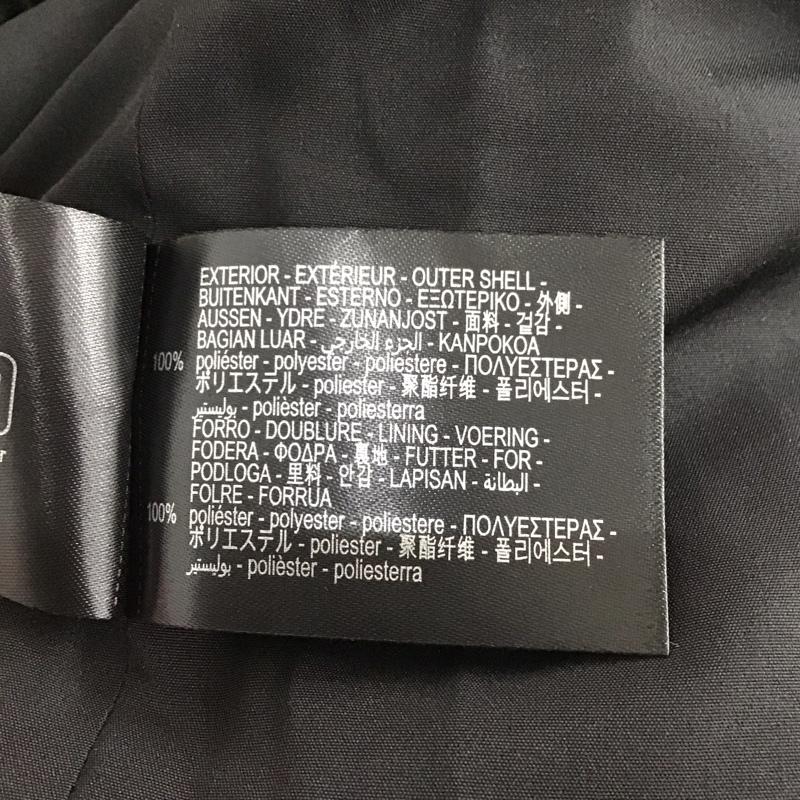 EXTERIOR - EXTÉRIEUR - OUTER SHELL -
BUITENKANT - ESTERNO - ΕΞΩΤΕΡΙΚΟ - 外側 -
AUSSEN - YDRE - ZUNANJOST - 面料 - 겉감 -
BAGIAN LUAR - الجزء الخارجي - KANPOKOA
100% poliéster - polyester - poliestere - ΠΟΛΥΕΣΤΕΡΑΣ -
ポリエステル - poliester - 聚酯纤维 - 폴리에스터 -
بوليستير - polièster - poliesterra
FORRO - DOUBLURE - LINING - VOERING -
FODERA - ΦΟΔΡΑ - 裏地 - FUTTER - FOR -
PODLOGA - 里料 - 안감 - LAPISAN - البطانة -
FOLRE - FORRUA
100% poliéster - polyester - poliestere - ΠΟΛΥΕΣΤΕΡΑΣ -
ポリエステル - poliester - 聚酯纤维 - 폴리에스터 -
بوليستير - polièster - poliesterra